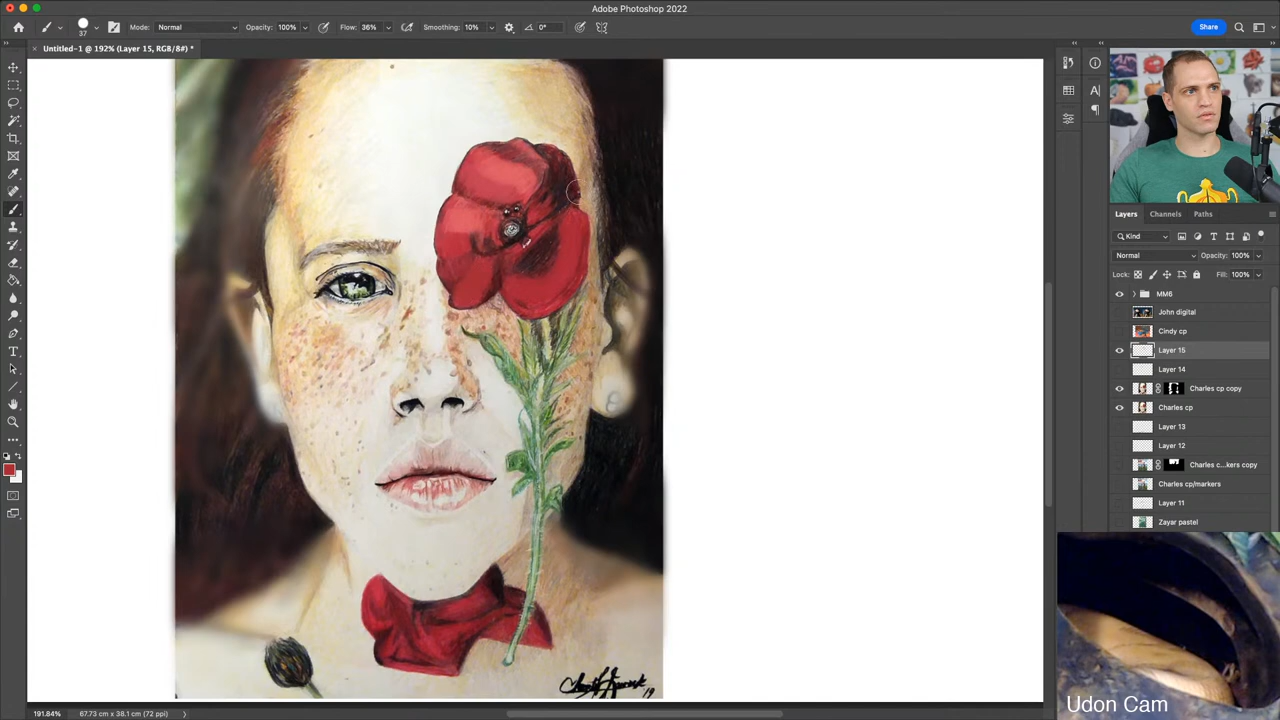 Adobe Photoshop 2022
37
Mode: Normal
Opacity: 100%
Flow: 36%
Smoothing: 10%
0°
Share
Untitled-1 @ 192% (Layer 15, RGB/8#) *
Layers
Channels
Paths
Kind
Normal
Opacity: 100%
Lock:
Fill: 100%
MM6
John digital
Cindy cp
Layer 15
Layer 14
Charles cp copy
Charles cp
Layer 13
Layer 12
Charles c...kers copy
Charles cp/markers
Layer 11
Zayar pastel
19
191.84%
67.73 cm x 38.1 cm (72 ppi)
Udon Cam